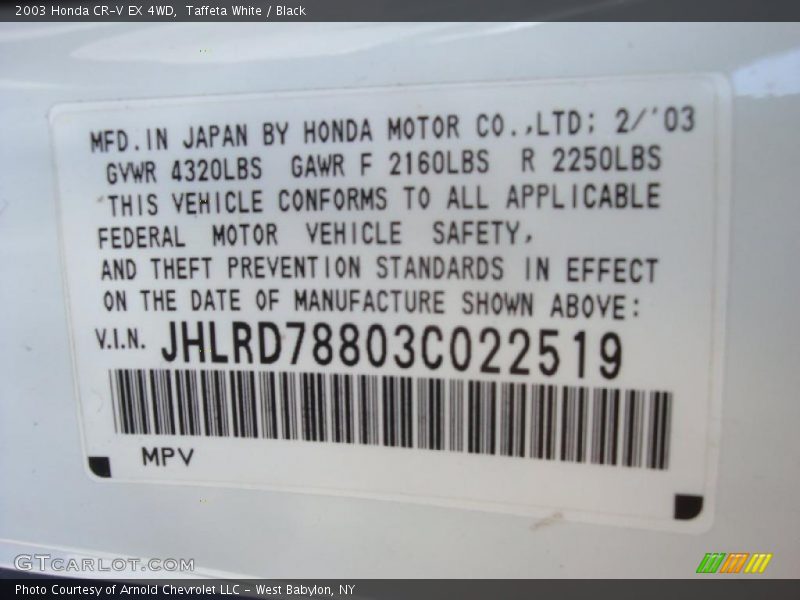 2003 Honda CR-V EX 4WD, Taffeta White / Black
MFD. IN JAPAN BY HONDA MOTOR CO.,LTD; 2/'03
GVWR 4320LBS GAWR F 2160LBS R 2250LBS
THIS VEHICLE CONFORMS TO ALL APPLICABLE
FEDERAL MOTOR VEHICLE SAFETY,
AND THEFT PREVENTION STANDARDS IN EFFECT
ON THE DATE OF MANUFACTURE SHOWN ABOVE:
V.I.N. JHLRD78803C022519
MPV
GTCARLOT.COM
Photo Courtesy of Arnold Chevrolet LLC - West Babylon, NY